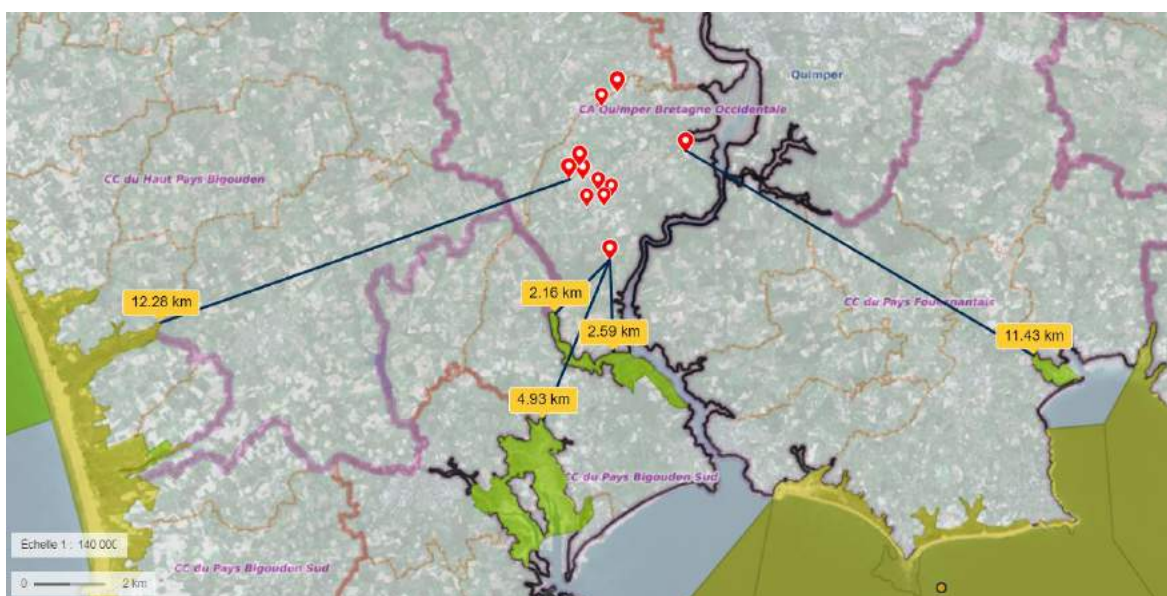 Quimper
CA Quimper Bretagne Occidentale
CC du Haut Pays Bigouden
12.28 km
2.16 km
CC du Pays Fouesnantais
2.59 km
11.43 km
4.93 km
CC du Pays Bigouden Sud
Echelle 1 : 140 000
CC du Pays Bigouden Sud
0 2 km